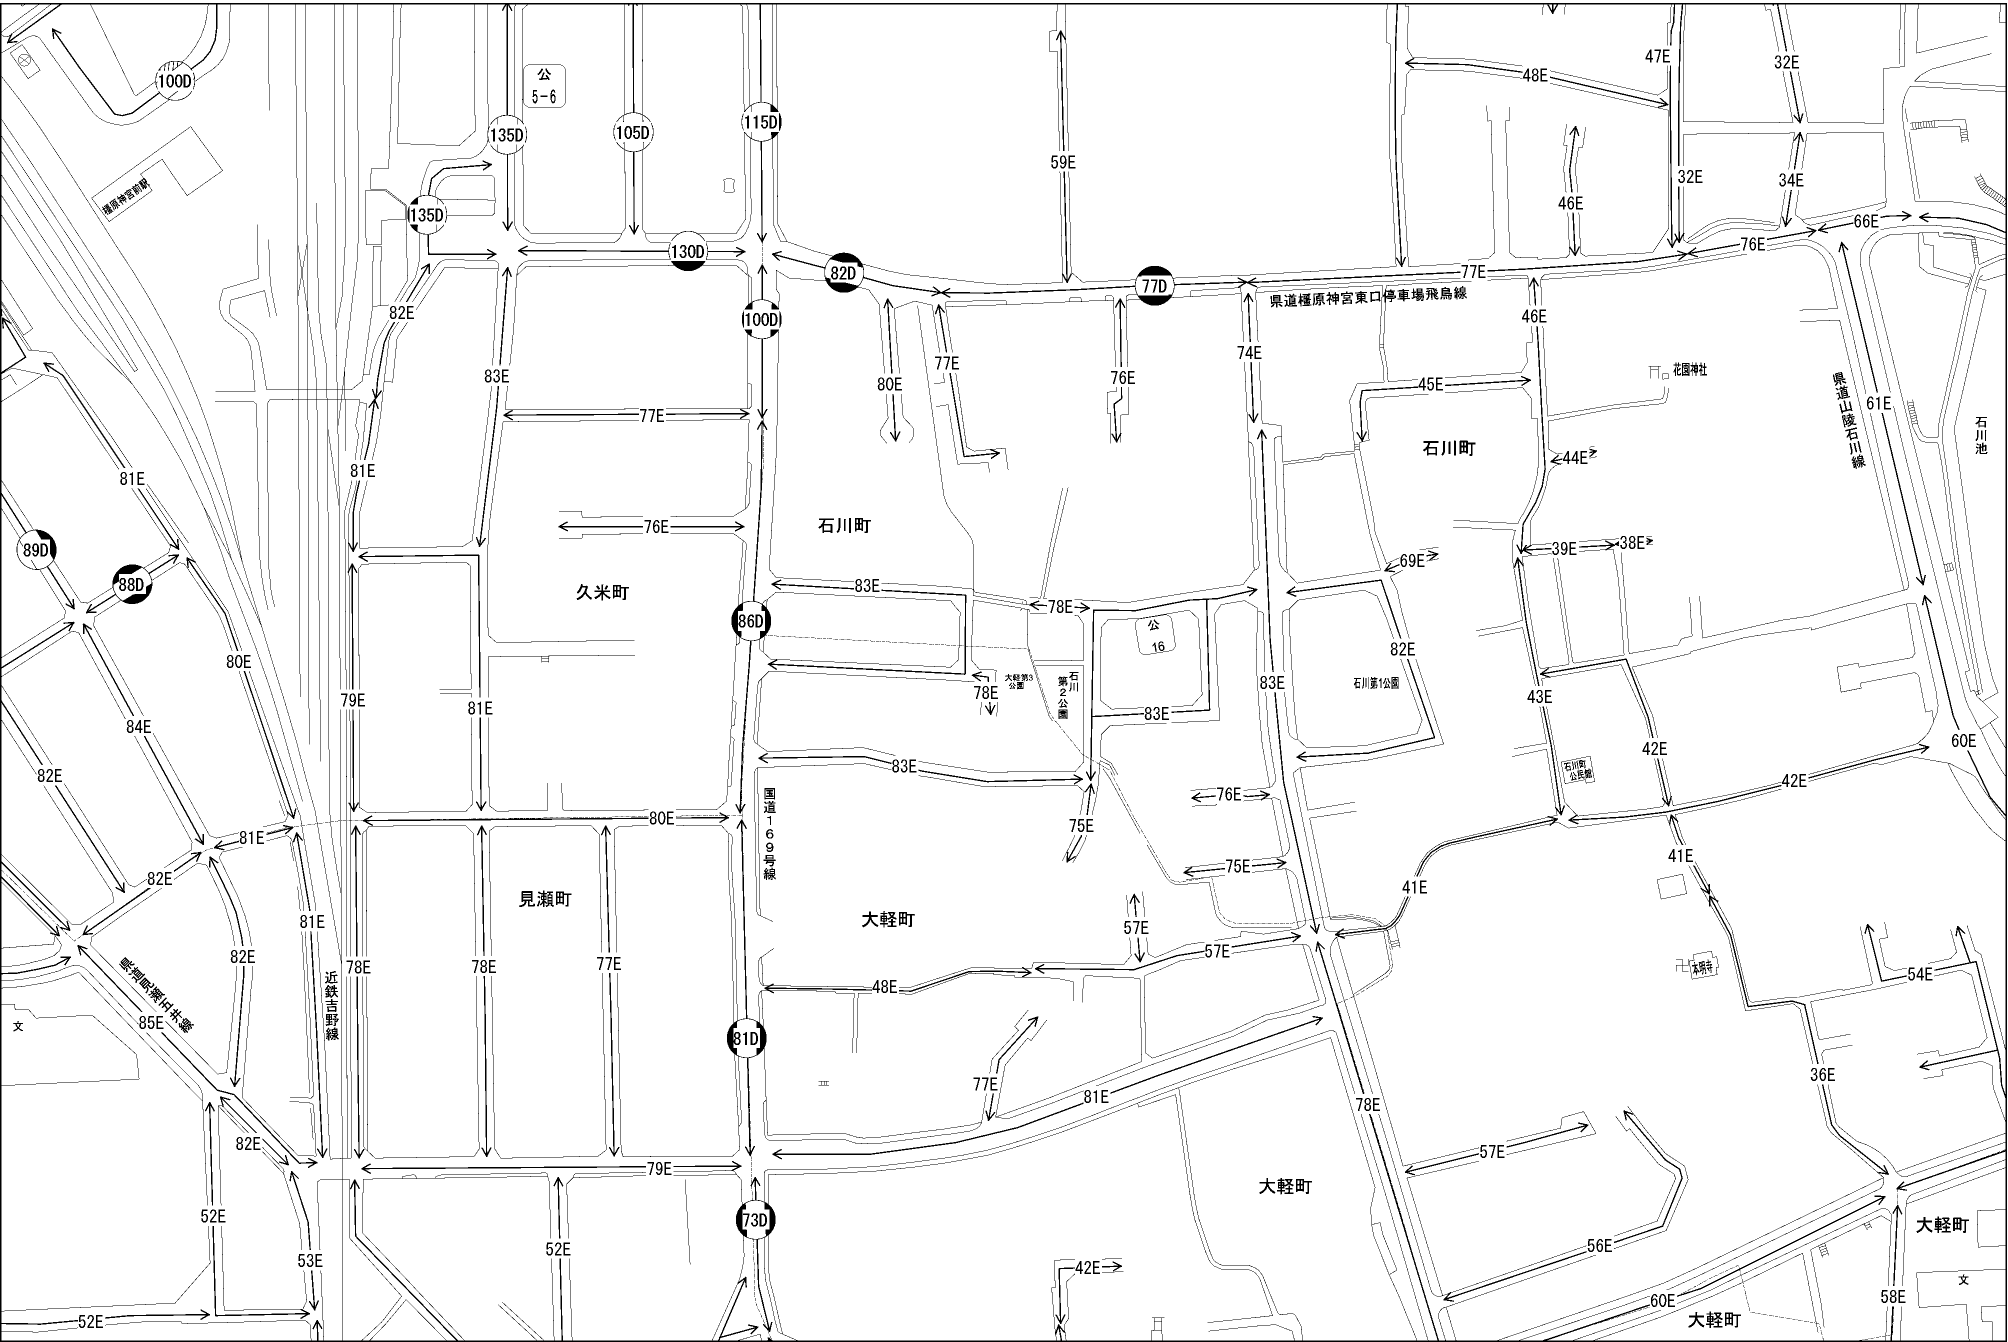 100D
公
5-6
135D
105D
115D
59E
48E
47E
32E
32E
34E
46E
橿原神宮前駅
135D
130D
82D
77D
77E
76E
66E
県道橿原神宮東口停車場飛鳥線
82E
100D
83E
80E
77E
76E
74E
46E
45E
花園神社
県道山陵石川線
61E
石川池
77E
81E
81E
石川町
44E
76E
石川町
89D
88D
久米町
83E
78E
69E
39E
38E
86D
公
16
80E
79E
81E
78E
大軽第3
公園
石川
第2公園
83E
83E
82E
石川第1公園
43E
84E
82E
83E
42E
60E
石川町
公民館
42E
国道169号線
76E
80E
75E
81E
82E
75E
41E
41E
見瀬町
大軽町
81E
57E
57E
82E
78E
78E
77E
48E
本明寺
54E
県道見瀬五井線
85E
近鉄吉野線
文
81D
77E
81E
78E
36E
82E
79E
57E
大軽町
52E
53E
52E
73D
56E
大軽町
42E
文
52E
60E
58E
大軽町